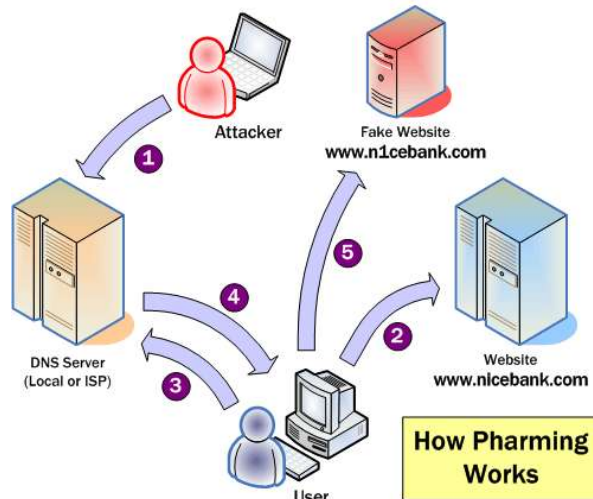 Attacker
Fake Website
www.n1cebank.com
1
5
4
2
3
DNS Server
(Local or ISP)
Website
www.nicebank.com
User
How Pharming
Works